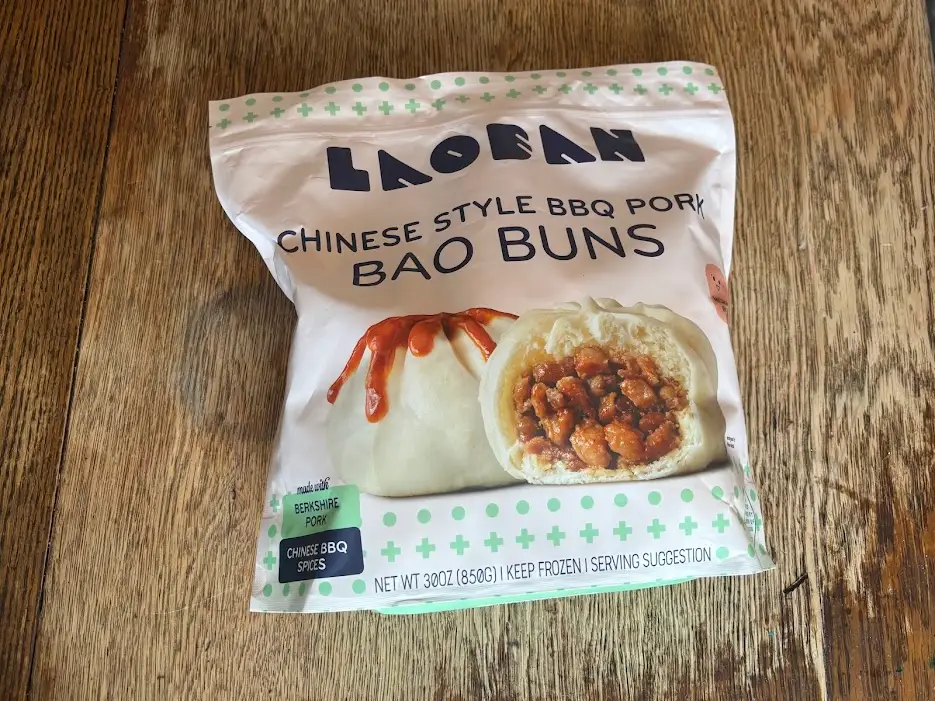 LAOBAN
CHINESE STYLE BBQ PORK
BAO BUNS
made with
BERKSHIRE
PORK
CHINESE BBQ
SPICES
NET WT 30OZ (850G) | KEEP FROZEN | SERVING SUGGESTION